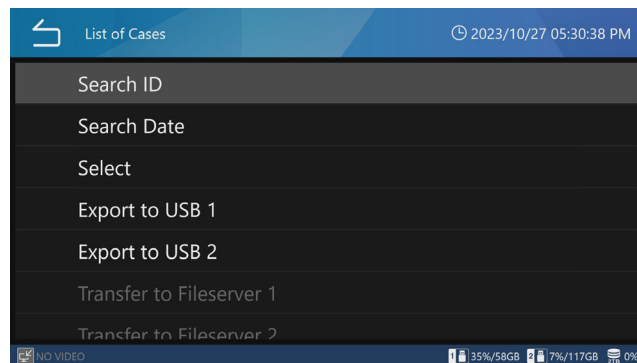 List of Cases
2023/10/27 05:30:38 PM
Search ID
Search Date
Select
Export to USB 1
Export to USB 2
Transfer to Fileserver 1
Transfer to Fileserver 2
NO VIDEO
1 35%/58GB 2 7%/117GB 2TB 0%